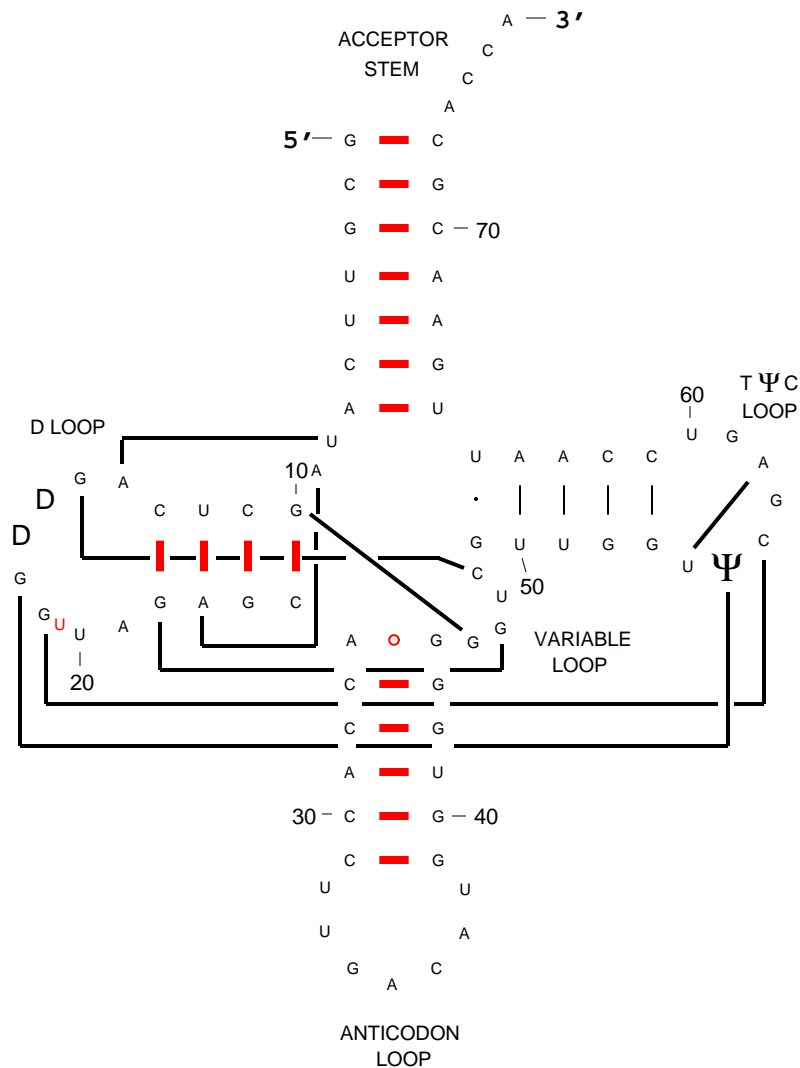 A — 3’
ACCEPTOR
STEM
C
C
A
5’— G C
C G
G C — 70
U A
U A
C G
A U
T Ψ C
LOOP
60
D LOOP
U
U A A C C
U G
A
G
C
G A
10
A
D
C U C G
D
G U U G G U Ψ
C
50
G
G U U A
G A G C
U
G
20
A G G
VARIABLE
LOOP
C G
C G
A U
30 — C G — 40
C G
U U
U A
G A C
ANTICODON
LOOP